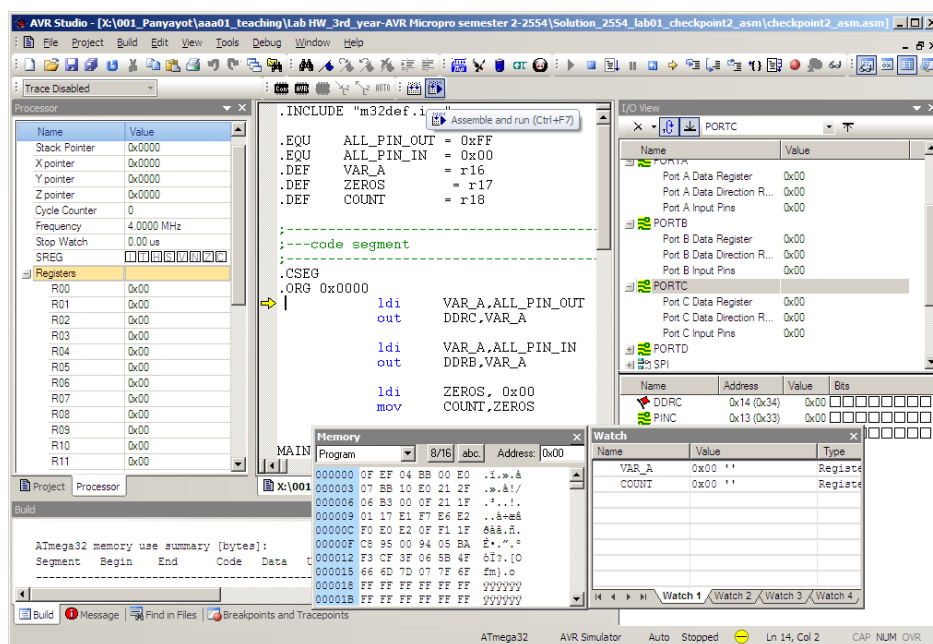 AVR Studio - [X:\001_Panyayot\aaa01_teaching\Lab HW_3rd_year-AVR Micropro semester 2-2554\Solution_2554_lab01_checkpoint2_asm\checkpoint2_asm.asm]
File Project Build Edit View Tools Debug Window Help
Trace Disabled
AUTO
Assemble and run (Ctrl+F7)
Processor
Name Value
Stack Pointer 0x0000
X pointer 0x0000
Y pointer 0x0000
Z pointer 0x0000
Cycle Counter 0
Frequency 4.0000 MHz
Stop Watch 0.00 us
SREG I T H S V N Z C
Registers
R00 0x00
R01 0x00
R02 0x00
R03 0x00
R04 0x00
R05 0x00
R06 0x00
R07 0x00
R08 0x00
R09 0x00
R10 0x00
R11 0x00
Project Processor
.INCLUDE "m32def.i
.EQU ALL_PIN_OUT = 0xFF
.EQU ALL_PIN_IN = 0x00
.DEF VAR_A = r16
.DEF ZEROS = r17
.DEF COUNT = r18
;---------------------------------------
;---code segment
;---------------------------------------
.CSEG
.ORG 0x0000
ldi VAR_A,ALL_PIN_OUT
out DDRC,VAR_A
ldi VAR_A,ALL_PIN_IN
out DDRB,VAR_A
ldi ZEROS, 0x00
mov COUNT,ZEROS
MAIN
X:\001
I/O View
PORTC
Name Value
PORTA
Port A Data Register 0x00
Port A Data Direction R... 0x00
Port A Input Pins 0x00
PORTB
Port B Data Register 0x00
Port B Data Direction R... 0x00
Port B Input Pins 0x00
PORTC
Port C Data Register 0x00
Port C Data Direction R... 0x00
Port C Input Pins 0x00
PORTD
SPI
Name Address Value Bits
DDRC 0x14 (0x34) 0x00
PINC 0x13 (0x33) 0x00
Memory
Program 8/16 abc. Address: 0x00
000000 0F EF 04 BB 00 E0 .ï.».à
000003 07 BB 10 E0 21 2F .».à!/
000006 06 B3 00 0F 21 1F .³..!.
000009 01 17 E1 F7 E6 E2 ..á÷æâ
00000C F0 E0 E2 0F F1 1F ðàâ.ñ.
00000F C8 95 00 94 05 BA È•.”.º
000012 F3 CF 3F 06 5B 4F óÏ?.[O
000015 66 6D 7D 07 7F 6F fm}.o
000018 FF FF FF FF FF FF ÿÿÿÿÿÿ
00001B FF FF FF FF FF FF ÿÿÿÿÿÿ
Watch
Name Value Type
VAR_A 0x00 '' Registe
COUNT 0x00 '' Registe
Watch 1 Watch 2 Watch 3 Watch 4
Build
ATmega32 memory use summary [bytes]:
Segment Begin End Code Data
Build Message Find in Files Breakpoints and Tracepoints
ATmega32 AVR Simulator Auto Stopped Ln 14, Col 2 CAP NUM OVR